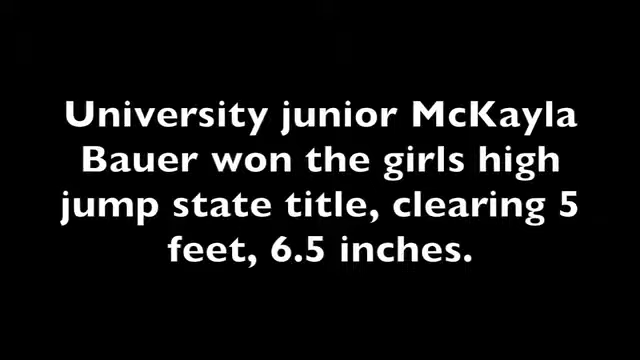 University junior McKayla
Bauer won the girls high
jump state title, clearing 5
feet, 6.5 inches.